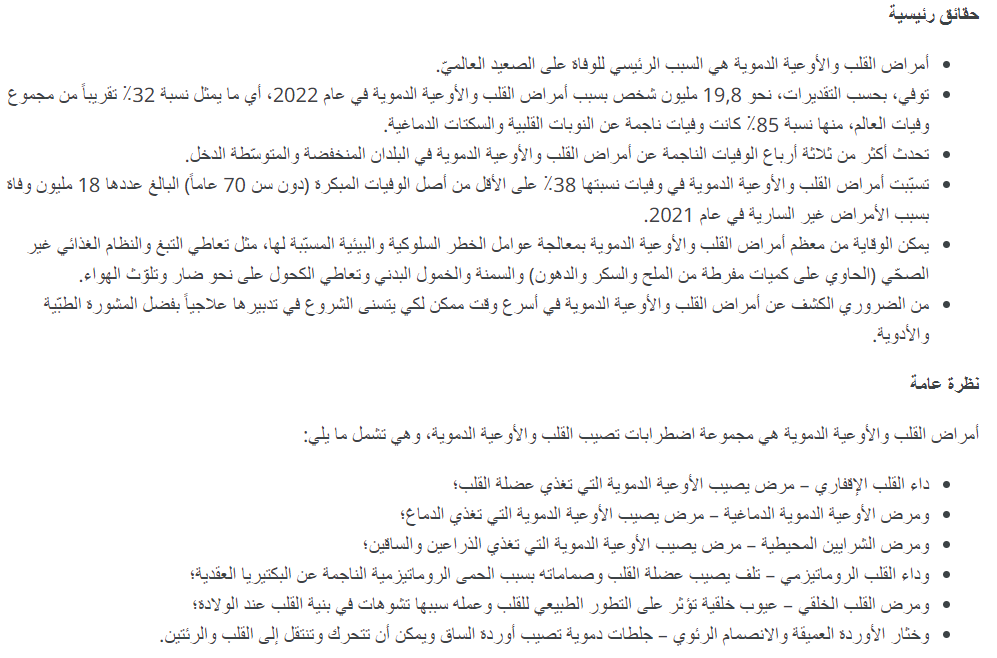 حقائق رئيسية
• أمراض القلب والأوعية الدموية هي السبب الرئيسي للوفاة على الصعيد العالميّ.
• توفي، بحسب التقديرات، نحو 19,8 مليون شخص بسبب أمراض القلب والأوعية الدموية في عام 2022، أي ما يمثل نسبة 32٪ تقريباً من مجموع
وفيات العالم، منها نسبة 85٪ كانت وفيات ناجمة عن النوبات القلبية والسكتات الدماغية.
• تحدث أكثر من ثلاثة أرباع الوفيات الناجمة عن أمراض القلب والأوعية الدموية في البلدان المنخفضة والمتوسّطة الدخل.
• تسبّبت أمراض القلب والأوعية الدموية في وفيات نسبتها 38٪ على الأقل من أصل الوفيات المبكرة (دون سن 70 عاماً) البالغ عددها 18 مليون وفاة
بسبب الأمراض غير السارية في عام 2021.
• يمكن الوقاية من معظم أمراض القلب والأوعية الدموية بمعالجة عوامل الخطر السلوكية والبيئية المسبّبة لها، مثل تعاطي التبغ والنظام الغذائي غير
الصحّي (الحاوي على كميات مفرطة من الملح والسكر والدهون) والسمنة والخمول البدني وتعاطي الكحول على نحو ضار وتلوّث الهواء.
• من الضروري الكشف عن أمراض القلب والأوعية الدموية في أسرع وقت ممكن لكي يتسنى الشروع في تدبيرها علاجياً بفضل المشورة الطبّية
والأدوية.
نظرة عامة
أمراض القلب والأوعية الدموية هي مجموعة اضطرابات تصيب القلب والأوعية الدموية، وهي تشمل ما يلي:
• داء القلب الإقفاري – مرض يصيب الأوعية الدموية التي تغذي عضلة القلب؛
• ومرض الأوعية الدموية الدماغية – مرض يصيب الأوعية الدموية التي تغذي الدماغ؛
• ومرض الشرايين المحيطية – مرض يصيب الأوعية الدموية التي تغذي الذراعين والساقين؛
• وداء القلب الروماتيزمي – تلف يصيب عضلة القلب وصماماته بسبب الحمى الروماتيزمية الناجمة عن البكتيريا العقدية؛
• ومرض القلب الخلقي – عيوب خلقية تؤثر على التطور الطبيعي للقلب وعمله سببها تشوهات في بنية القلب عند الولادة؛
• وخثار الأوردة العميقة والانصمام الرئوي – جلطات دموية تصيب أوردة الساق ويمكن أن تتحرك وتنتقل إلى القلب والرئتين.